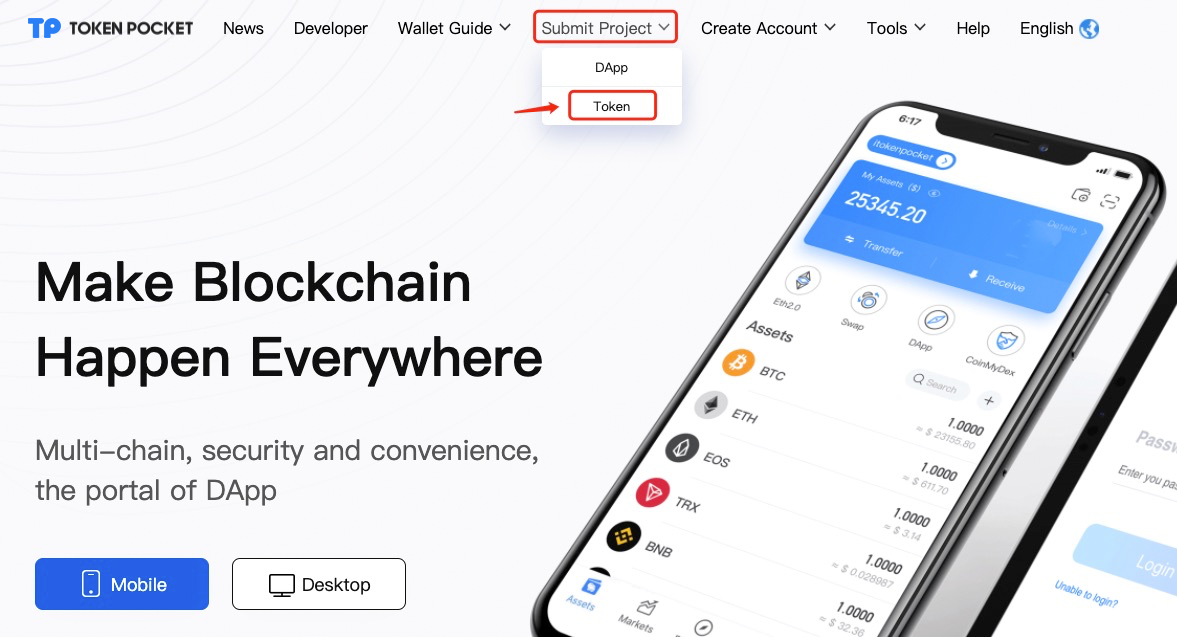 TP TOKEN POCKET
News
Developer
Wallet Guide
Submit Project
Create Account
Tools
Help
English
DApp
Token
Make Blockchain
Happen Everywhere
Multi-chain, security and convenience,
the portal of DApp
Mobile
Desktop
6:17
itokenpocket
My Assets ($)
Details
25345.20
Transfer
Receive
Eth2.0
Swap
DApp
CoinMyDex
Assets
Search
BTC
1.0000
≈ $ 23155.80
ETH
1.0000
≈ $ 611.70
EOS
1.0000
≈ $ 3.14
TRX
1.0000
≈ $ 0.028987
BNB
1.0000
≈ $ 32.36
Assets
Markets
Enter you
Login
Unable to login?